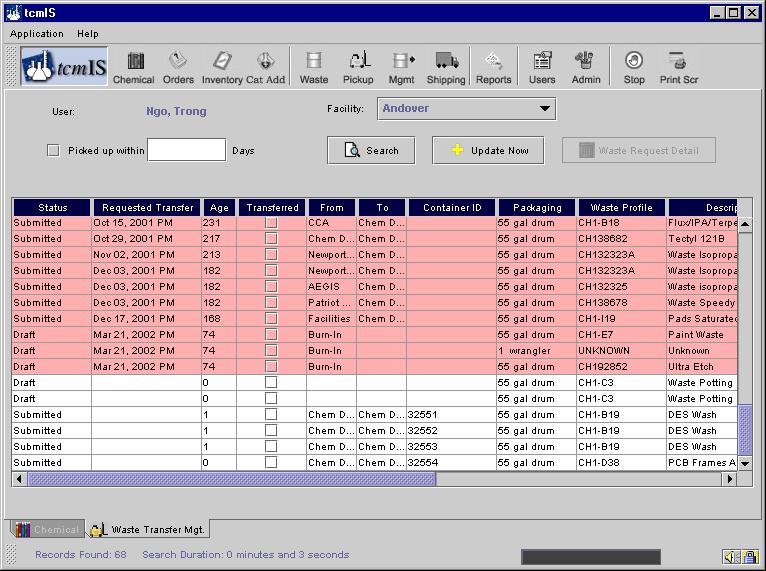 tcmIS
Application Help
tcmIS Chemical Orders Inventory Cat Add Waste Pickup Mgmt Shipping Reports Users Admin Stop Print Scr
User: Ngo, Trong Facility: Andover
Picked up within Days Search Update Now Waste Request Detail
Status Requested Transfer Age Transferred From To Container ID Packaging Waste Profile Descrip
Submitted Oct 15, 2001 PM 231 CCA Chem D... 55 gal drum CH1-B18 Flux/IPA/Terpe
Submitted Oct 29, 2001 PM 217 Chem D... Chem D... 55 gal drum CH138682 Tectyl 121B
Submitted Nov 02, 2001 PM 213 Newport... Chem D... 55 gal drum CH132323A Waste Isopropa
Submitted Dec 03, 2001 PM 182 Newport... Chem D... 55 gal drum CH132323A Waste Isopropa
Submitted Dec 03, 2001 PM 182 AEGIS Chem D... 55 gal drum CH132325 Waste isopropa
Submitted Dec 03, 2001 PM 182 Patriot ... Chem D... 55 gal drum CH138678 Waste Speedy
Submitted Dec 17, 2001 PM 168 Facilities Chem D... 55 gal drum CH1-I19 Pads Saturated
Draft Mar 21, 2002 PM 74 Burn-In 55 gal drum CH1-E7 Paint Waste
Draft Mar 21, 2002 PM 74 Burn-In 1 wrangler UNKNOWN Unknown
Draft Mar 21, 2002 PM 74 Burn-In 55 gal drum CH192852 Ultra Etch
Draft 0 55 gal drum CH1-C3 Waste Potting
Draft 0 55 gal drum CH1-C3 Waste Potting
Submitted 1 Chem D... Chem D... 32551 55 gal drum CH1-B19 DES Wash
Submitted 1 Chem D... Chem D... 32552 55 gal drum CH1-B19 DES Wash
Submitted 1 Chem D... Chem D... 32553 55 gal drum CH1-B19 DES Wash
Submitted 0 Chem D... Chem D... 32554 55 gal drum CH1-D38 PCB Frames A
Chemical Waste Transfer Mgt.
Records Found: 68 Search Duration: 0 minutes and 3 seconds